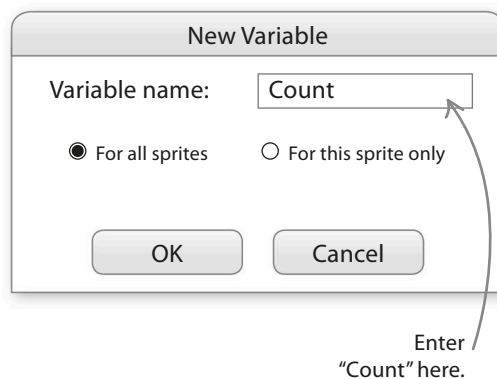 New Variable
Variable name: Count
For all sprites For this sprite only
OK Cancel
Enter
“Count” here.